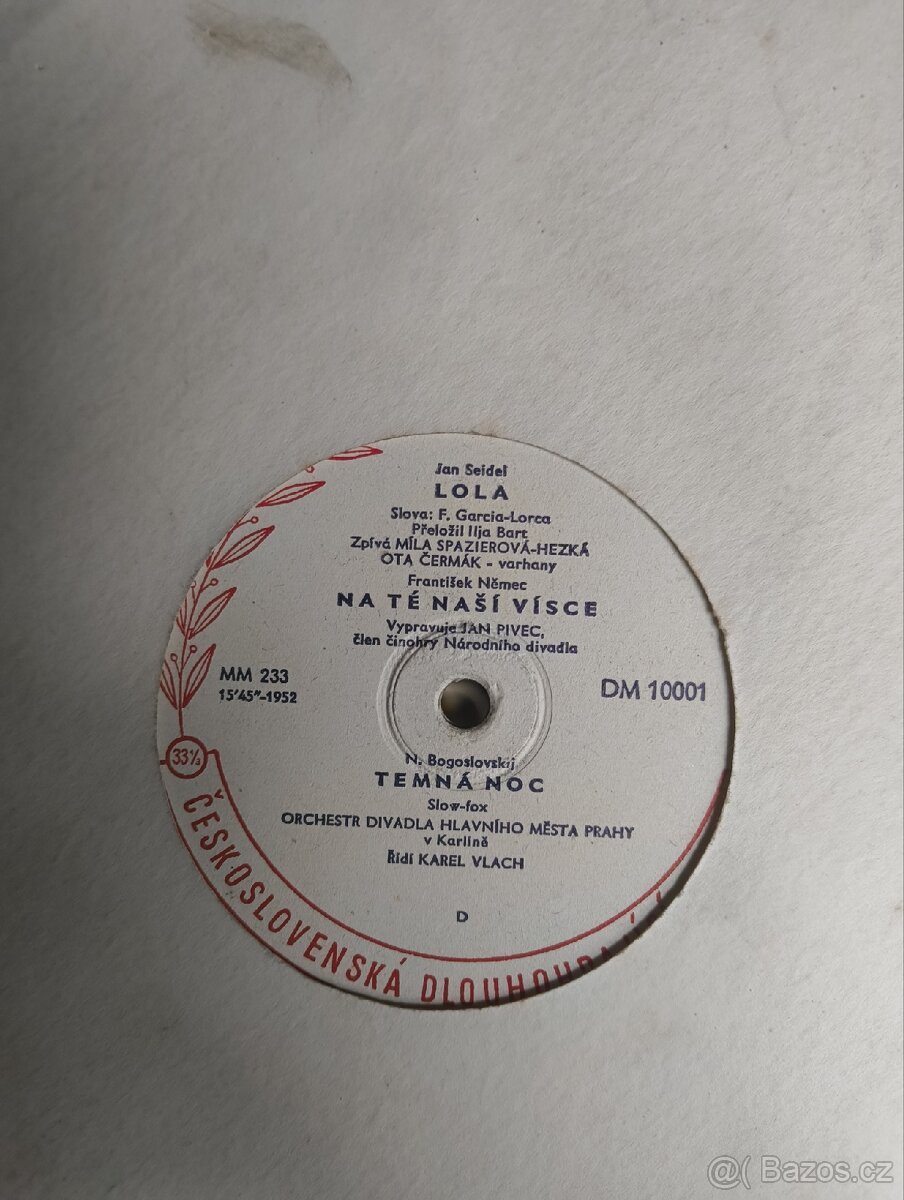 Jan Seidel
LOLA
Slova: F. Garcia-Lorca
Přeložil Ilja Bart
Zpívá MÍLA SPAZIEROVÁ-HEZKÁ
OTA ČERMÁK - varhany
František Němec
NA TÉ NAŠÍ VÍSCE
Vypravuje JAN PIVEC,
člen činohry Národního divadla
MM 233
15'45"-1952
DM 10001
33⅓
N. Bogoslovskij
TEMNÁ NOC
Slow-fox
ORCHESTR DIVADLA HLAVNÍHO MĚSTA PRAHY
v Karlíně
Řídí KAREL VLACH
D
ČESKOSLOVENSKÁ
@( Bazos.cz